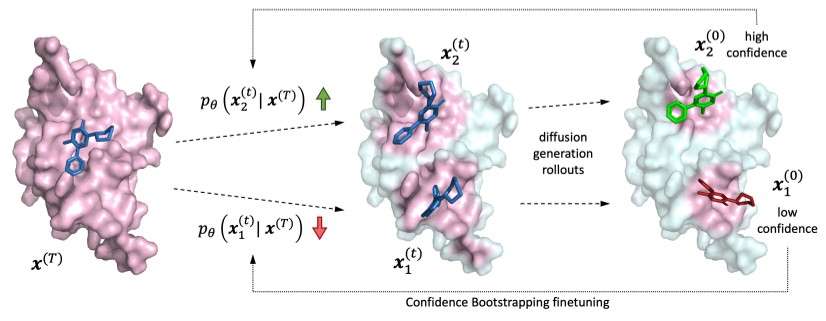 x^(T)
p_θ (x_2^(t) | x^(T))
p_θ (x_1^(t) | x^(T))
x_2^(t)
x_1^(t)
diffusion
generation
rollouts
x_2^(0)
high
confidence
x_1^(0)
low
confidence
Confidence Bootstrapping finetuning